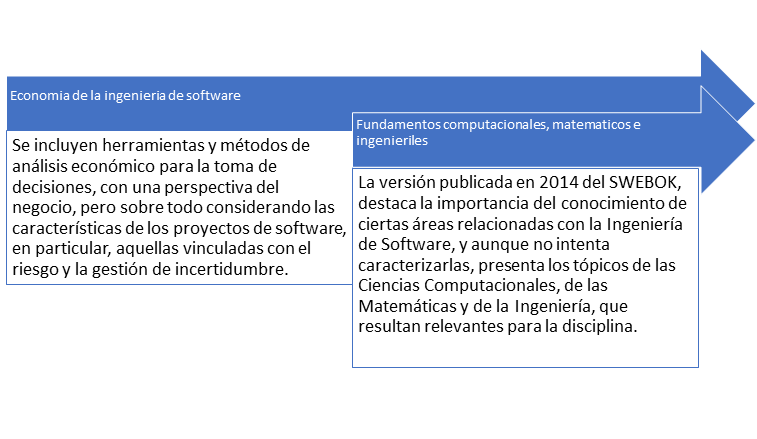 Economia de la ingenieria de software
Se incluyen herramientas y métodos de
análisis económico para la toma de
decisiones, con una perspectiva del
negocio, pero sobre todo considerando las
características de los proyectos de software,
en particular, aquellas vinculadas con el
riesgo y la gestión de incertidumbre.
Fundamentos computacionales, matematicos e
ingenieriles
La versión publicada en 2014 del SWEBOK,
destaca la importancia del conocimiento de
ciertas áreas relacionadas con la Ingeniería
de Software, y aunque no intenta
caracterizarlas, presenta los tópicos de las
Ciencias Computacionales, de las
Matemáticas y de la Ingeniería, que
resultan relevantes para la disciplina.